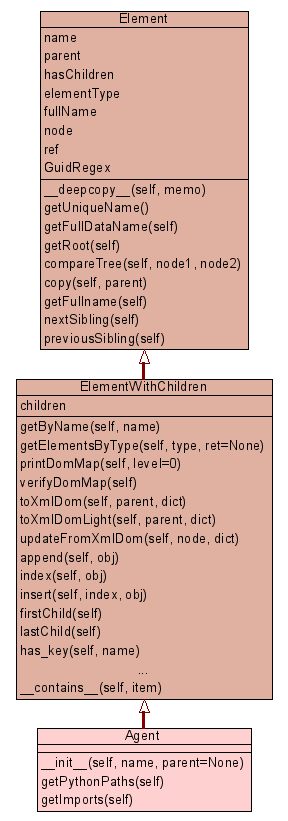 Element
name
parent
hasChildren
elementType
fullName
node
ref
GuidRegex
__deepcopy__(self, memo)
getUniqueName()
getFullDataName(self)
getRoot(self)
compareTree(self, node1, node2)
copy(self, parent)
getFullname(self)
nextSibling(self)
previousSibling(self)
ElementWithChildren
children
getByName(self, name)
getElementsByType(self, type, ret=None)
printDomMap(self, level=0)
verifyDomMap(self)
toXmlDom(self, parent, dict)
toXmlDomLight(self, parent, dict)
updateFromXmlDom(self, node, dict)
append(self, obj)
index(self, obj)
insert(self, index, obj)
firstChild(self)
lastChild(self)
has_key(self, name)
...
__contains__(self, item)
Agent
__init__(self, name, parent=None)
getPythonPaths(self)
getImports(self)